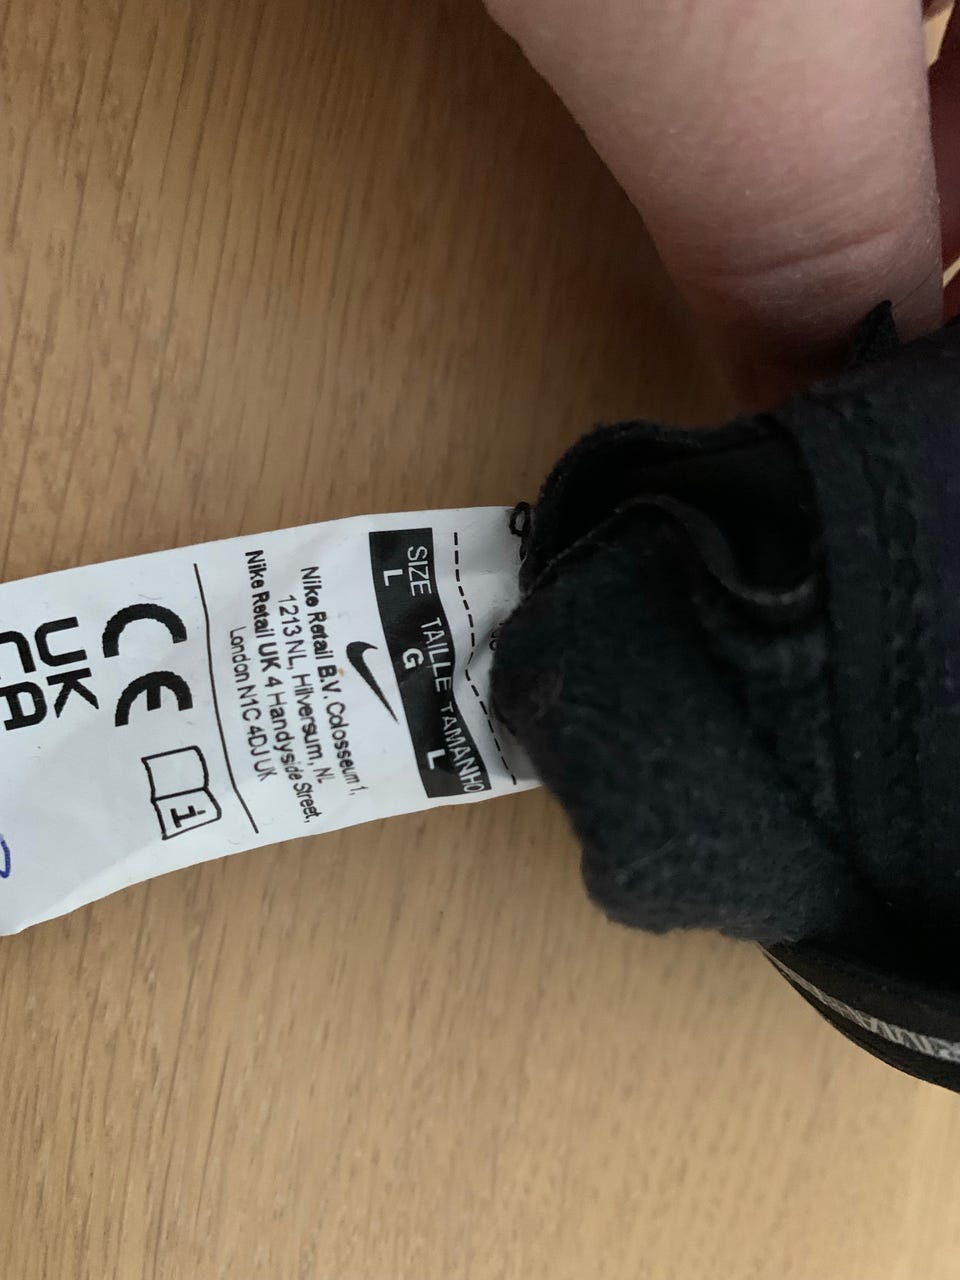 SIZE TAILLE TAMANHO
L G L
Nike Retail B.V. Colosseum 1,
1213 NL, Hilversum, NL
Nike Retail UK 4 Handyside Street,
London N1C 4DJ UK
CE
i
UK
CA